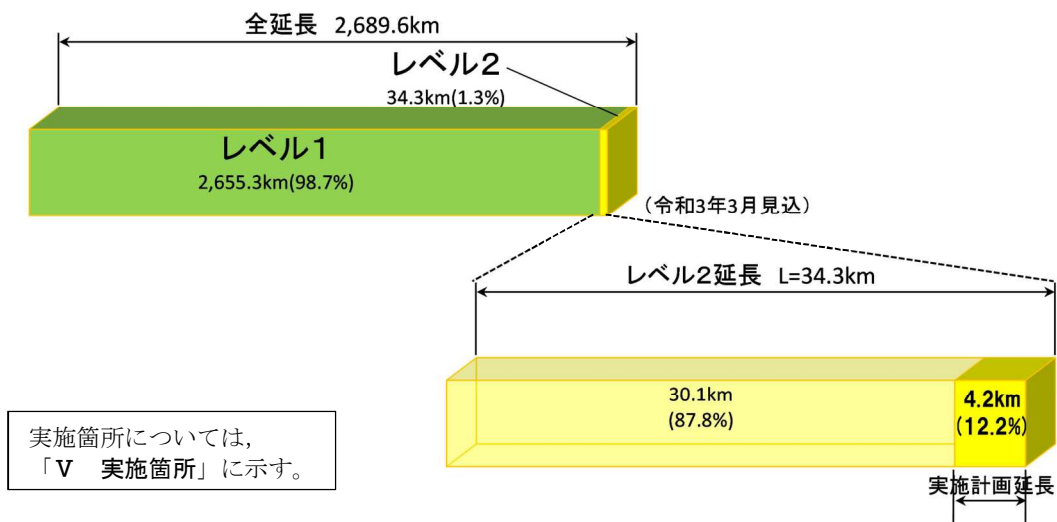 全延長 2,689.6km
レベル2
34.3km(1.3%)
レベル1
2,655.3km(98.7%)
（令和3年3月見込）
レベル2延長 L=34.3km
30.1km
(87.8%)
4.2km
(12.2%)
実施計画延長
実施箇所については，
「Ⅴ 実施箇所」に示す。